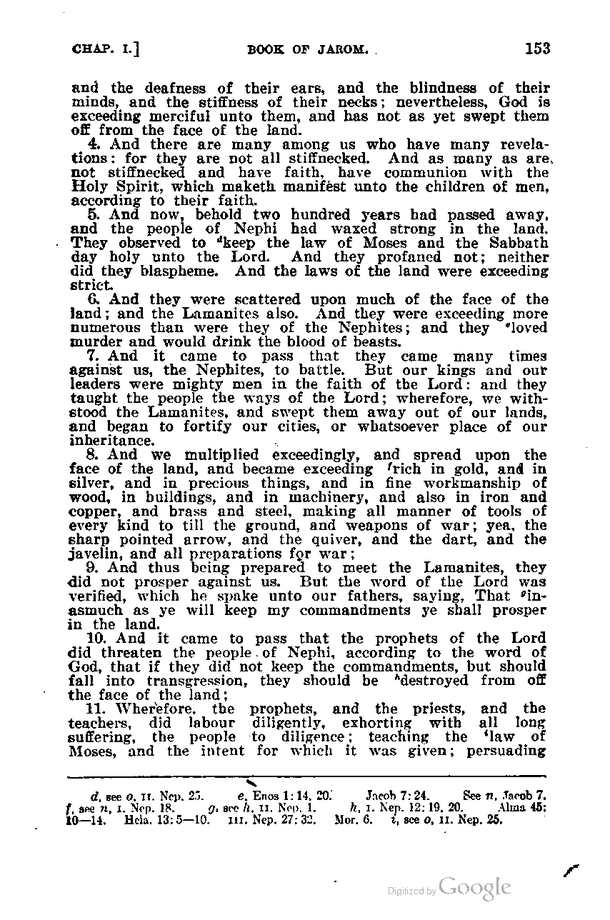 CHAP. I.] BOOK OF JAROM. 153
and the deafness of their ears, and the blindness of their
minds, and the stiffness of their necks; nevertheless, God is
exceeding merciful unto them, and has not as yet swept them
off from the face of the land.
4. And there are many among us who have many revela-
tions: for they are not all stiffnecked. And as many as are
not stiffnecked and have faith, have communion with the
Holy Spirit, which maketh manifest unto the children of men,
according to their faith.
5. And now, behold two hundred years had passed away,
and the people of Nephi had waxed strong in the land.
They observed to dkeep the law of Moses and the Sabbath
day holy unto the Lord. And they profaned not; neither
did they blaspheme. And the laws of the land were exceeding
strict.
6. And they were scattered upon much of the face of the
land; and the Lamanites also. And they were exceeding more
numerous than were they of the Nephites; and they eloved
murder and would drink the blood of beasts.
7. And it came to pass that they came many times
against us, the Nephites, to battle. But our kings and our
leaders were mighty men in the faith of the Lord: and they
taught the people the ways of the Lord; wherefore, we with-
stood the Lamanites, and swept them away out of our lands,
and began to fortify our cities, or whatsoever place of our
inheritance.
8. And we multiplied exceedingly, and spread upon the
face of the land, and became exceeding frich in gold, and in
silver, and in precious things, and in fine workmanship of
wood, in buildings, and in machinery, and also in iron and
copper, and brass and steel, making all manner of tools of
every kind to till the ground, and weapons of war; yea, the
sharp pointed arrow, and the quiver, and the dart, and the
javelin, and all preparations for war;
9. And thus being prepared to meet the Lamanites, they
did not prosper against us. But the word of the Lord was
verified, which he spake unto our fathers, saying, That gin-
asmuch as ye will keep my commandments ye shall prosper
in the land.
10. And it came to pass that the prophets of the Lord
did threaten the people of Nephi, according to the word of
God, that if they did not keep the commandments, but should
fall into transgression, they should be hdestroyed from off
the face of the land;
11. Wherefore, the prophets, and the priests, and the
teachers, did labour diligently, exhorting with all long
suffering, the people to diligence; teaching the ilaw of
Moses, and the intent for which it was given; persuading
d, see o, II. Nep. 25. e, Enos 1:14, 20. Jacob 7:24. See n, Jacob 7.
f, see n, I. Nep. 18. g, see h, II. Nep. 1. h, I. Nep. 12:19, 20. Alma 45:
10—14. Hela. 13:5—10. III. Nep. 27:32. Mor. 6. i, see o, II. Nep. 25.
Digitized by Google